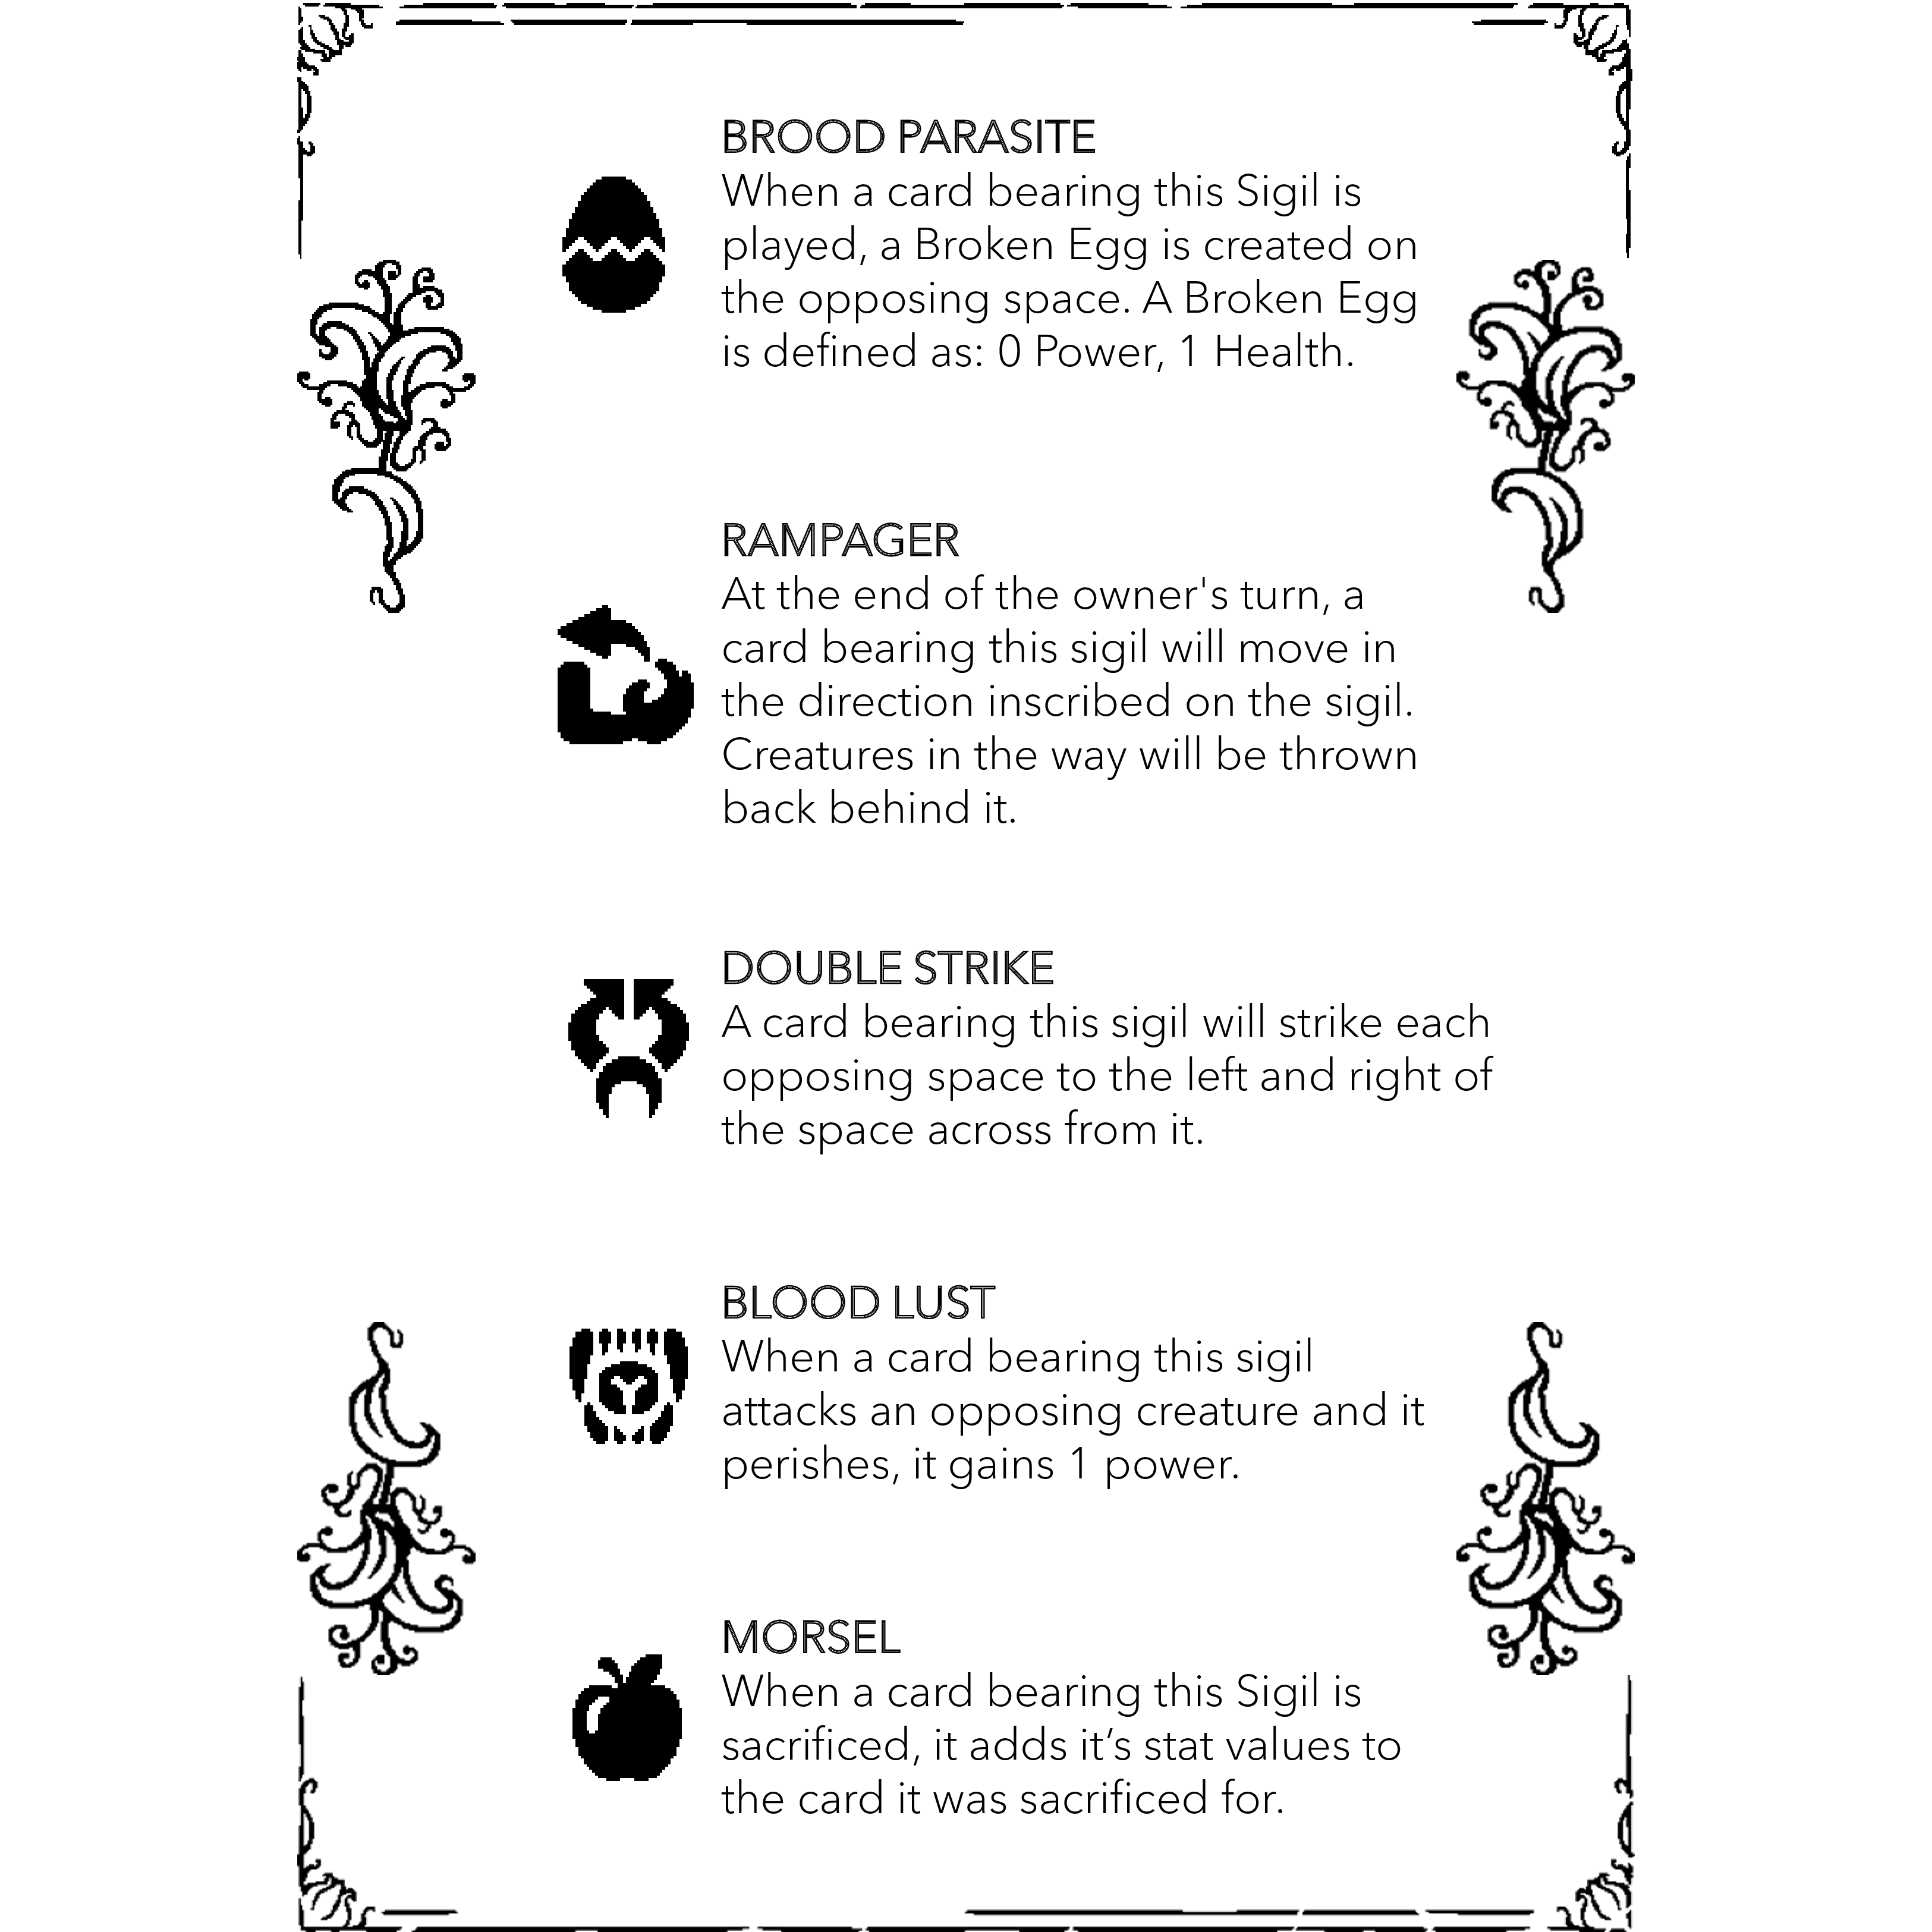 BROOD PARASITE
When a card bearing this Sigil is
played, a Broken Egg is created on
the opposing space. A Broken Egg
is defined as: 0 Power, 1 Health.
RAMPAGER
At the end of the owner's turn, a
card bearing this sigil will move in
the direction inscribed on the sigil.
Creatures in the way will be thrown
back behind it.
DOUBLE STRIKE
A card bearing this sigil will strike each
opposing space to the left and right of
the space across from it.
BLOOD LUST
When a card bearing this sigil
attacks an opposing creature and it
perishes, it gains 1 power.
MORSEL
When a card bearing this Sigil is
sacrificed, it adds it’s stat values to
the card it was sacrificed for.